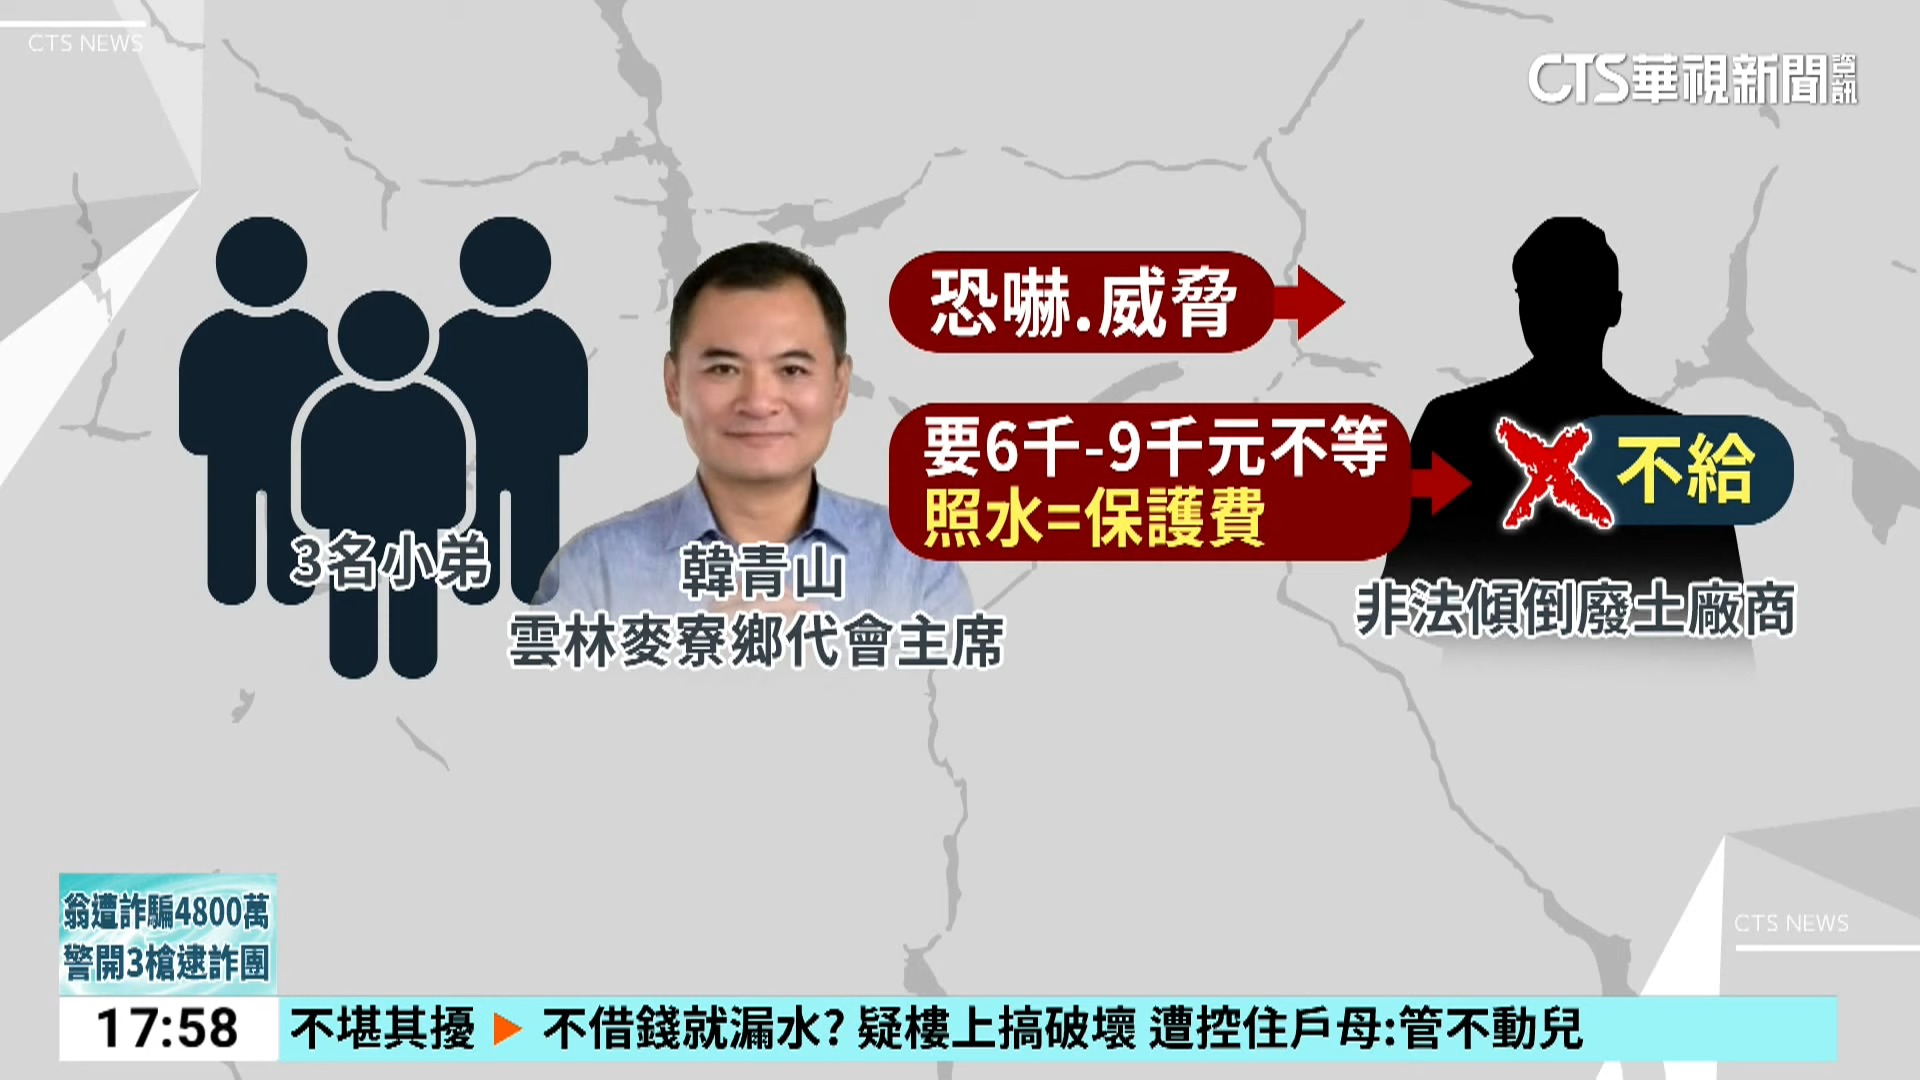 CTS NEWS
CTS華視新聞資訊
恐嚇.威脅
要6千-9千元不等
照水=保護費
不給
3名小弟
韓青山
雲林麥寮鄉代會主席
非法傾倒廢土廠商
CTS NEWS
翁遭詐騙4800萬
警開3槍逮詐團
17:58
不堪其擾 ▶ 不借錢就漏水? 疑樓上搞破壞 遭控住戶母:管不動兒